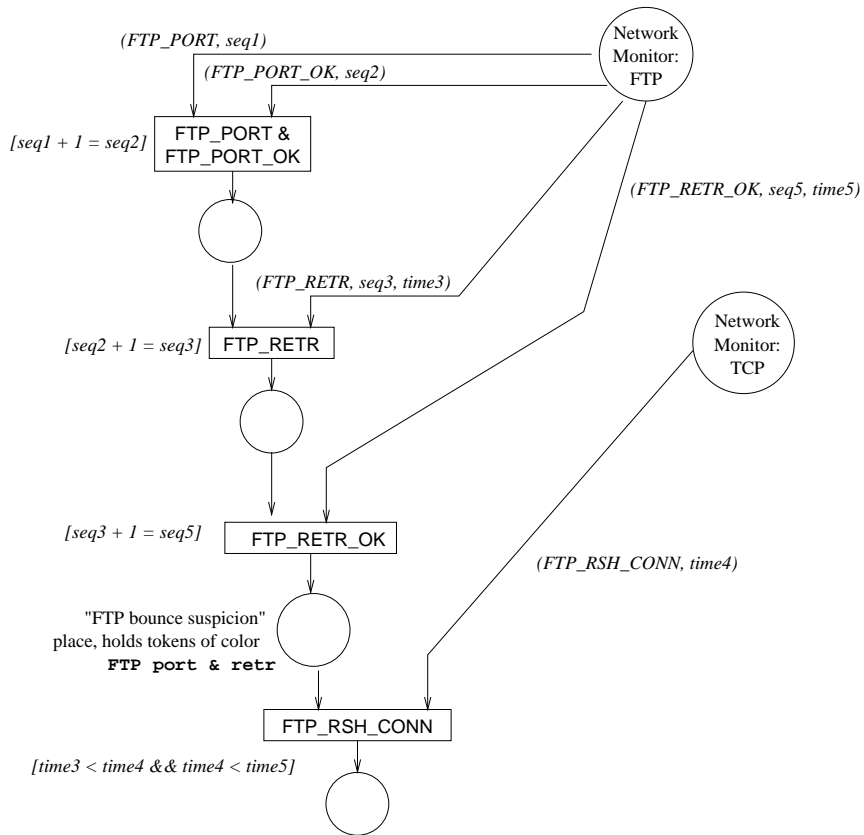 (FTP_PORT, seq1)
Network
Monitor:
FTP
(FTP_PORT_OK, seq2)
[seq1 + 1 = seq2]
FTP_PORT &
FTP_PORT_OK
(FTP_RETR_OK, seq5, time5)
(FTP_RETR, seq3, time3)
Network
Monitor:
TCP
[seq2 + 1 = seq3]
FTP_RETR
[seq3 + 1 = seq5]
FTP_RETR_OK
(FTP_RSH_CONN, time4)
"FTP bounce suspicion"
place, holds tokens of color
FTP port & retr
FTP_RSH_CONN
[time3 < time4 && time4 < time5]